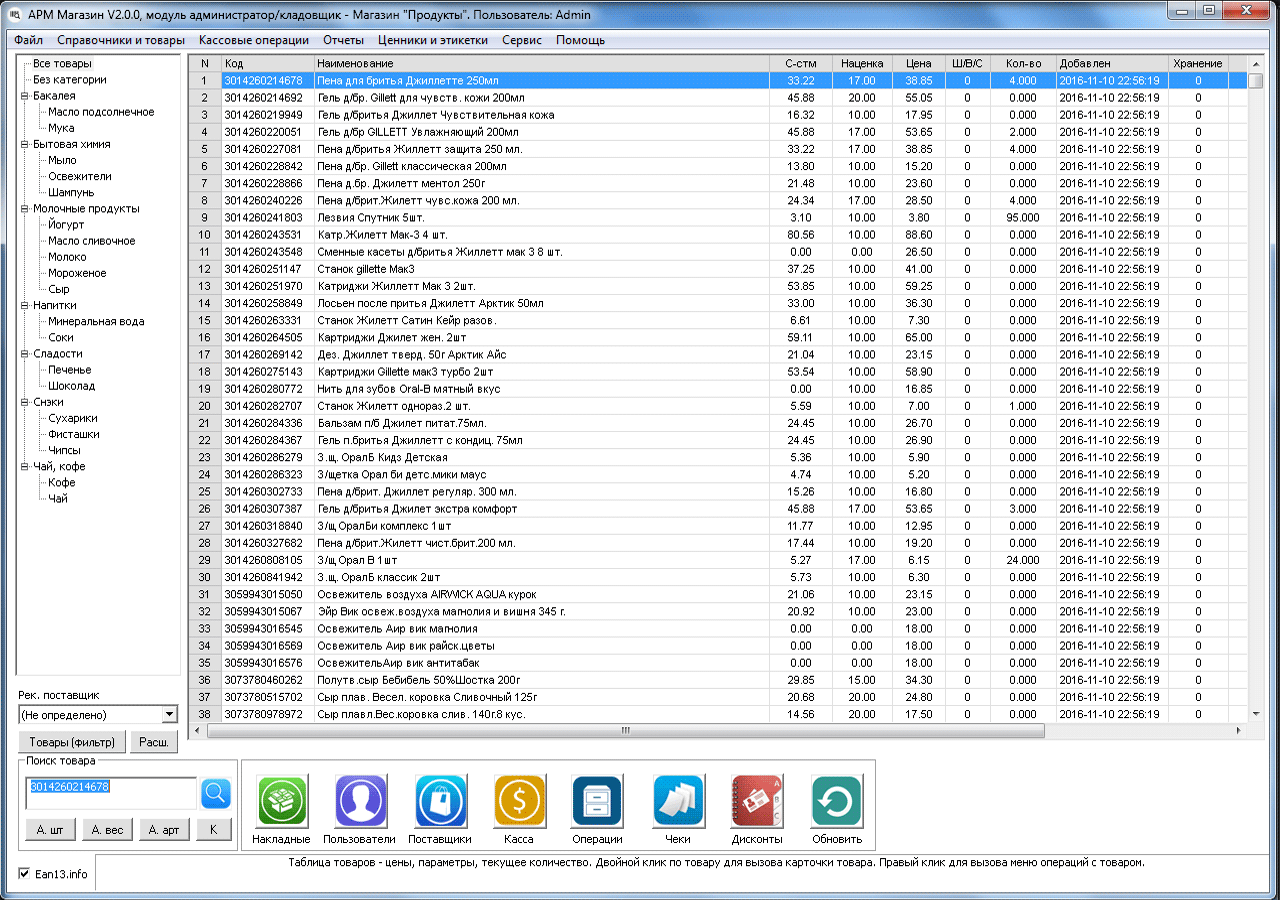 АРМ Магазин V2.0.0, модуль администратор/кладовщик - Магазин "Продукты". Пользователь: Admin
Файл Справочники и товары Кассовые операции Отчеты Ценники и этикетки Сервис Помощь
Все товары
Без категории
Бакалея
Масло подсолнечное
Мука
Бытовая химия
Мыло
Освежители
Шампунь
Молочные продукты
Йогурт
Масло сливочное
Молоко
Мороженое
Сыр
Напитки
Минеральная вода
Соки
Сладости
Печенье
Шоколад
Снэки
Сухарики
Фисташки
Чипсы
Чай, кофе
Кофе
Чай
N Код Наименование С-стм Наценка Цена Ш/В/С Кол-во Добавлен Хранение
1 3014260214678 Пена для бритья Джиллетте 250мл 33.22 17.00 38.85 0 4.000 2016-11-10 22:56:19 0
2 3014260214692 Гель д/бр. Gillett для чувств. кожи 200мл 45.88 20.00 55.05 0 0.000 2016-11-10 22:56:19 0
3 3014260219949 Гель д/бритья Джиллет Чувствительная кожа 16.32 10.00 17.95 0 0.000 2016-11-10 22:56:19 0
4 3014260220051 Гель д/бр GILLETT Увлажняющий 200мл 45.88 17.00 53.65 0 2.000 2016-11-10 22:56:19 0
5 3014260227081 Пена д/бритья Жиллетт защита 250 мл. 33.22 17.00 38.85 0 4.000 2016-11-10 22:56:19 0
6 3014260228842 Пена д/бр. Gillett классическая 200мл 13.80 10.00 15.20 0 0.000 2016-11-10 22:56:19 0
7 3014260228866 Пена д.бр. Джилетт ментол 250г 21.48 10.00 23.60 0 0.000 2016-11-10 22:56:19 0
8 3014260240226 Пена д/брит.Жилетт чувс.кожа 200 мл. 24.34 17.00 28.50 0 4.000 2016-11-10 22:56:19 0
9 3014260241803 Лезвия Спутник 5шт. 3.10 10.00 3.80 0 95.000 2016-11-10 22:56:19 0
10 3014260243531 Катр.Жилетт Мак-3 4 шт. 80.56 10.00 88.60 0 0.000 2016-11-10 22:56:19 0
11 3014260243548 Сменные касеты д/бритья Жиллетт мак 3 8 шт. 0.00 0.00 26.50 0 0.000 2016-11-10 22:56:19 0
12 3014260251147 Станок gillette Мак3 37.25 10.00 41.00 0 0.000 2016-11-10 22:56:19 0
13 3014260251970 Катриджи Жиллетт Мак 3 2шт. 53.85 10.00 59.25 0 0.000 2016-11-10 22:56:19 0
14 3014260258849 Лосьен после притья Джилетт Арктик 50мл 33.00 10.00 36.30 0 0.000 2016-11-10 22:56:19 0
15 3014260263331 Станок Жилетт Сатин Кейр разов. 6.61 10.00 7.30 0 0.000 2016-11-10 22:56:19 0
16 3014260264505 Картриджи Джилет жен. 2шт 59.11 10.00 65.00 0 0.000 2016-11-10 22:56:19 0
17 3014260269142 Дез. Джиллет тверд. 50г Арктик Айс 21.04 10.00 23.15 0 0.000 2016-11-10 22:56:19 0
18 3014260275143 Картриджи Gillette мак3 турбо 2шт 53.54 10.00 58.90 0 0.000 2016-11-10 22:56:19 0
19 3014260280772 Нить для зубов Oral-B мятный вкус 0.00 10.00 16.85 0 0.000 2016-11-10 22:56:19 0
20 3014260282707 Станок Жилетт однораз.2 шт. 5.59 10.00 7.00 0 1.000 2016-11-10 22:56:19 0
21 3014260284336 Бальзам п/б Джилет питат.75мл. 24.45 10.00 26.70 0 0.000 2016-11-10 22:56:19 0
22 3014260284367 Гель п.бритья Джиллетт с кондиц. 75мл 24.45 10.00 26.90 0 0.000 2016-11-10 22:56:19 0
23 3014260286279 З.щ. ОралБ Кидз Детская 5.36 10.00 5.90 0 0.000 2016-11-10 22:56:19 0
24 3014260286323 З/щетка Орал би детс.мики маус 4.74 10.00 5.20 0 0.000 2016-11-10 22:56:19 0
25 3014260302733 Пена д/брит. Джиллет регуляр. 300 мл. 15.26 10.00 16.80 0 0.000 2016-11-10 22:56:19 0
26 3014260307387 Гель д/бритья Джилет экстра комфорт 45.88 17.00 53.65 0 3.000 2016-11-10 22:56:19 0
27 3014260318840 З/щ ОралБи комплекс 1шт 11.77 10.00 12.95 0 0.000 2016-11-10 22:56:19 0
28 3014260327682 Пена д/брит.Жилетт чист.брит.200 мл. 17.44 10.00 19.20 0 0.000 2016-11-10 22:56:19 0
29 3014260808105 З/щ Орал В 1шт 5.27 17.00 6.15 0 24.000 2016-11-10 22:56:19 0
30 3014260841942 З.щ. ОралБ классик 2шт 5.73 10.00 6.30 0 0.000 2016-11-10 22:56:19 0
31 3059943015050 Освежитель воздуха AIRWICK AQUA курок 21.06 10.00 23.15 0 0.000 2016-11-10 22:56:19 0
32 3059943015067 Эйр Вик освеж.воздуха магнолия и вишня 345 г. 20.92 10.00 23.00 0 0.000 2016-11-10 22:56:19 0
33 3059943016545 Освежитель Аир вик магнолия 0.00 0.00 18.00 0 0.000 2016-11-10 22:56:19 0
34 3059943016569 Освежитель Аир вик райск.цветы 0.00 0.00 18.00 0 0.000 2016-11-10 22:56:19 0
35 3059943016576 ОсвежительАир вик антитабак 0.00 0.00 18.00 0 0.000 2016-11-10 22:56:19 0
36 3073780460262 Полутв.сыр Бебибель 50%Шостка 200г 29.85 15.00 34.30 0 0.000 2016-11-10 22:56:19 0
37 3073780515702 Сыр плав. Весел. коровка Сливочный 125г 20.68 20.00 24.80 0 0.000 2016-11-10 22:56:19 0
38 3073780978972 Сыр плавл.Вес.коровка слив. 140г.8 кус. 14.56 20.00 17.50 0 0.000 2016-11-10 22:56:19 0
Рек. поставщик
(Не определено)
Товары (фильтр) Расш.
Поиск товара
3014260214678
А. шт А. вес А. арт К
Накладные Пользователи Поставщики Касса Операции Чеки Дисконты Обновить
Таблица товаров - цены, параметры, текущее количество. Двойной клик по товару для вызова карточки товара. Правый клик для вызова меню операций с товаром.
Ean13.info